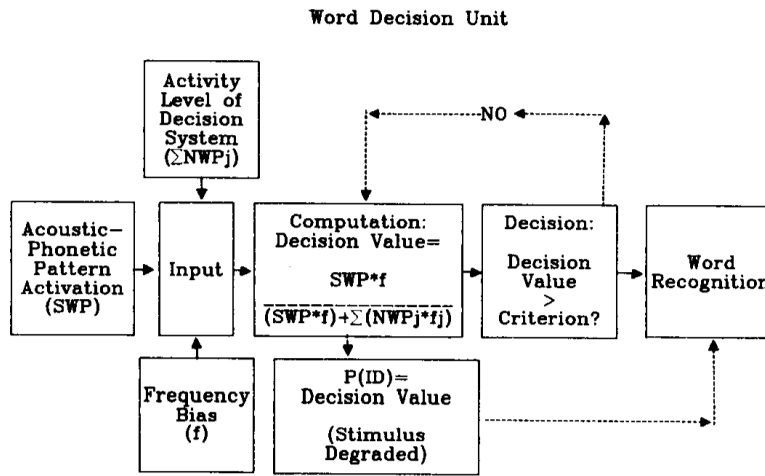 Word Decision Unit
Activity
Level of
Decision
System
(ΣNWPj)
NO
Acoustic-
Phonetic
Pattern
Activation
(SWP)
Input
Computation:
Decision Value=
SWP*f
(SWP*f)+Σ(NWPj*fj)
Decision:
Decision
Value
>
Criterion?
Word
Recognition
Frequency
Bias
(f)
P(ID)=
Decision Value
(Stimulus
Degraded)